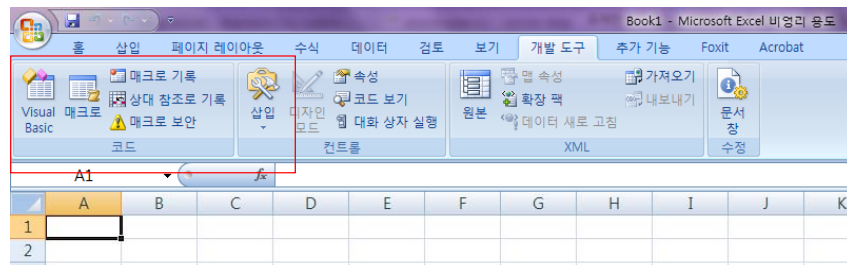 Book1 - Microsoft Excel 비영리 용도
홈 삽입 페이지 레이아웃 수식 데이터 검토 보기 개발 도구 추가 기능 Foxit Acrobat
Visual Basic
매크로
매크로 기록
상대 참조로 기록
매크로 보안
코드
삽입
디자인 모드
속성
코드 보기
대화 상자 실행
컨트롤
원본
맵 속성
확장 팩
데이터 새로 고침
가져오기
내보내기
XML
문서 창
수정
A1 fx
A B C D E F G H I J K
1
2